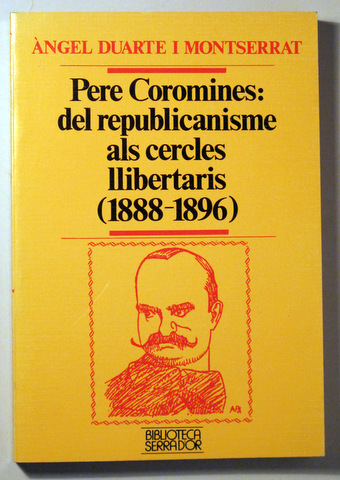 ÀNGEL DUARTE I MONTSERRAT
Pere Coromines:
del republicanisme
als cercles
llibertaris
(1888-1896)
BIBLIOTECA
SERRA D'OR